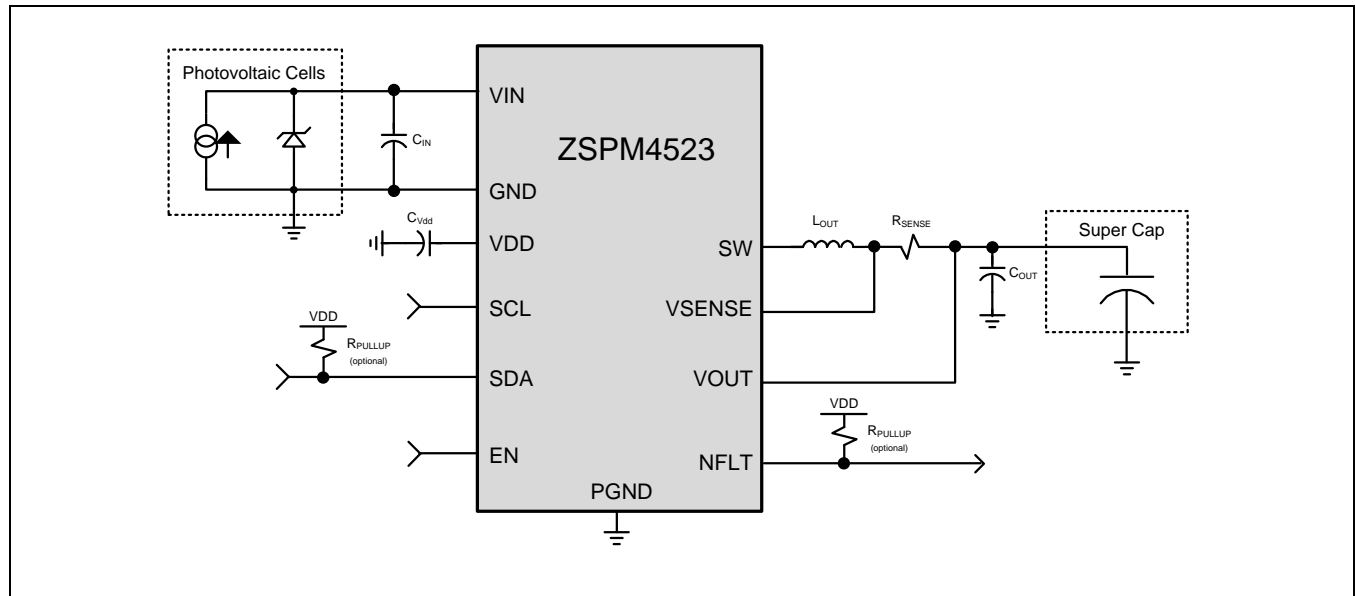 Photovoltaic Cells
VIN
CIN
ZSPM4523
GND
CVdd
VDD
SW
LOUT
RSENSE
Super Cap
COUT
SCL
VSENSE
VDD
RPULLUP
(optional)
SDA
VOUT
VDD
RPULLUP
(optional)
EN
NFLT
PGND